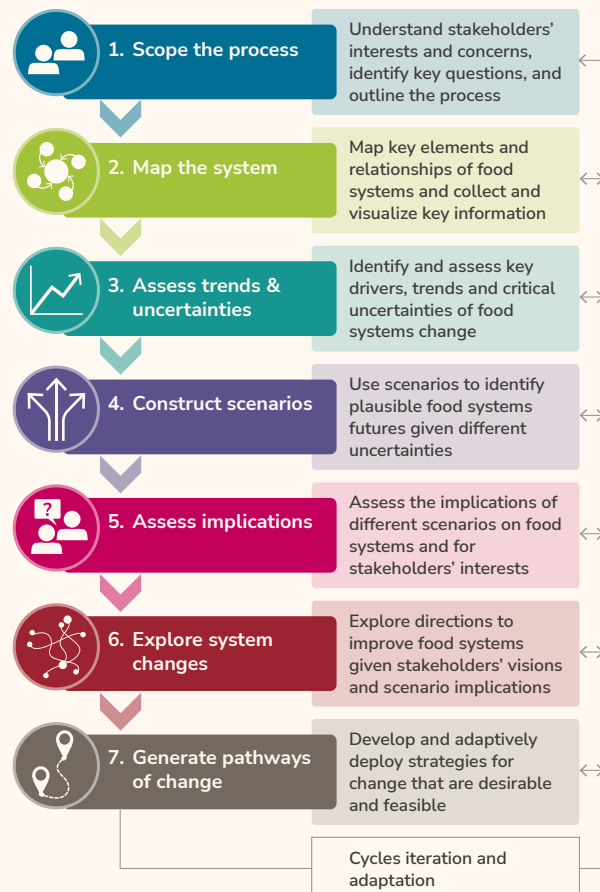 1. Scope the process
Understand stakeholders’
interests and concerns,
identify key questions, and
outline the process
2. Map the system
Map key elements and
relationships of food
systems and collect and
visualize key information
3. Assess trends &
uncertainties
Identify and assess key
drivers, trends and critical
uncertainties of food
systems change
4. Construct scenarios
Use scenarios to identify
plausible food systems
futures given different
uncertainties
?
5. Assess implications
Assess the implications of
different scenarios on food
systems and for
stakeholders’ interests
6. Explore system
changes
Explore directions to
improve food systems
given stakeholders’ visions
and scenario implications
7. Generate pathways
of change
Develop and adaptively
deploy strategies for
change that are desirable
and feasible
Cycles iteration and
adaptation